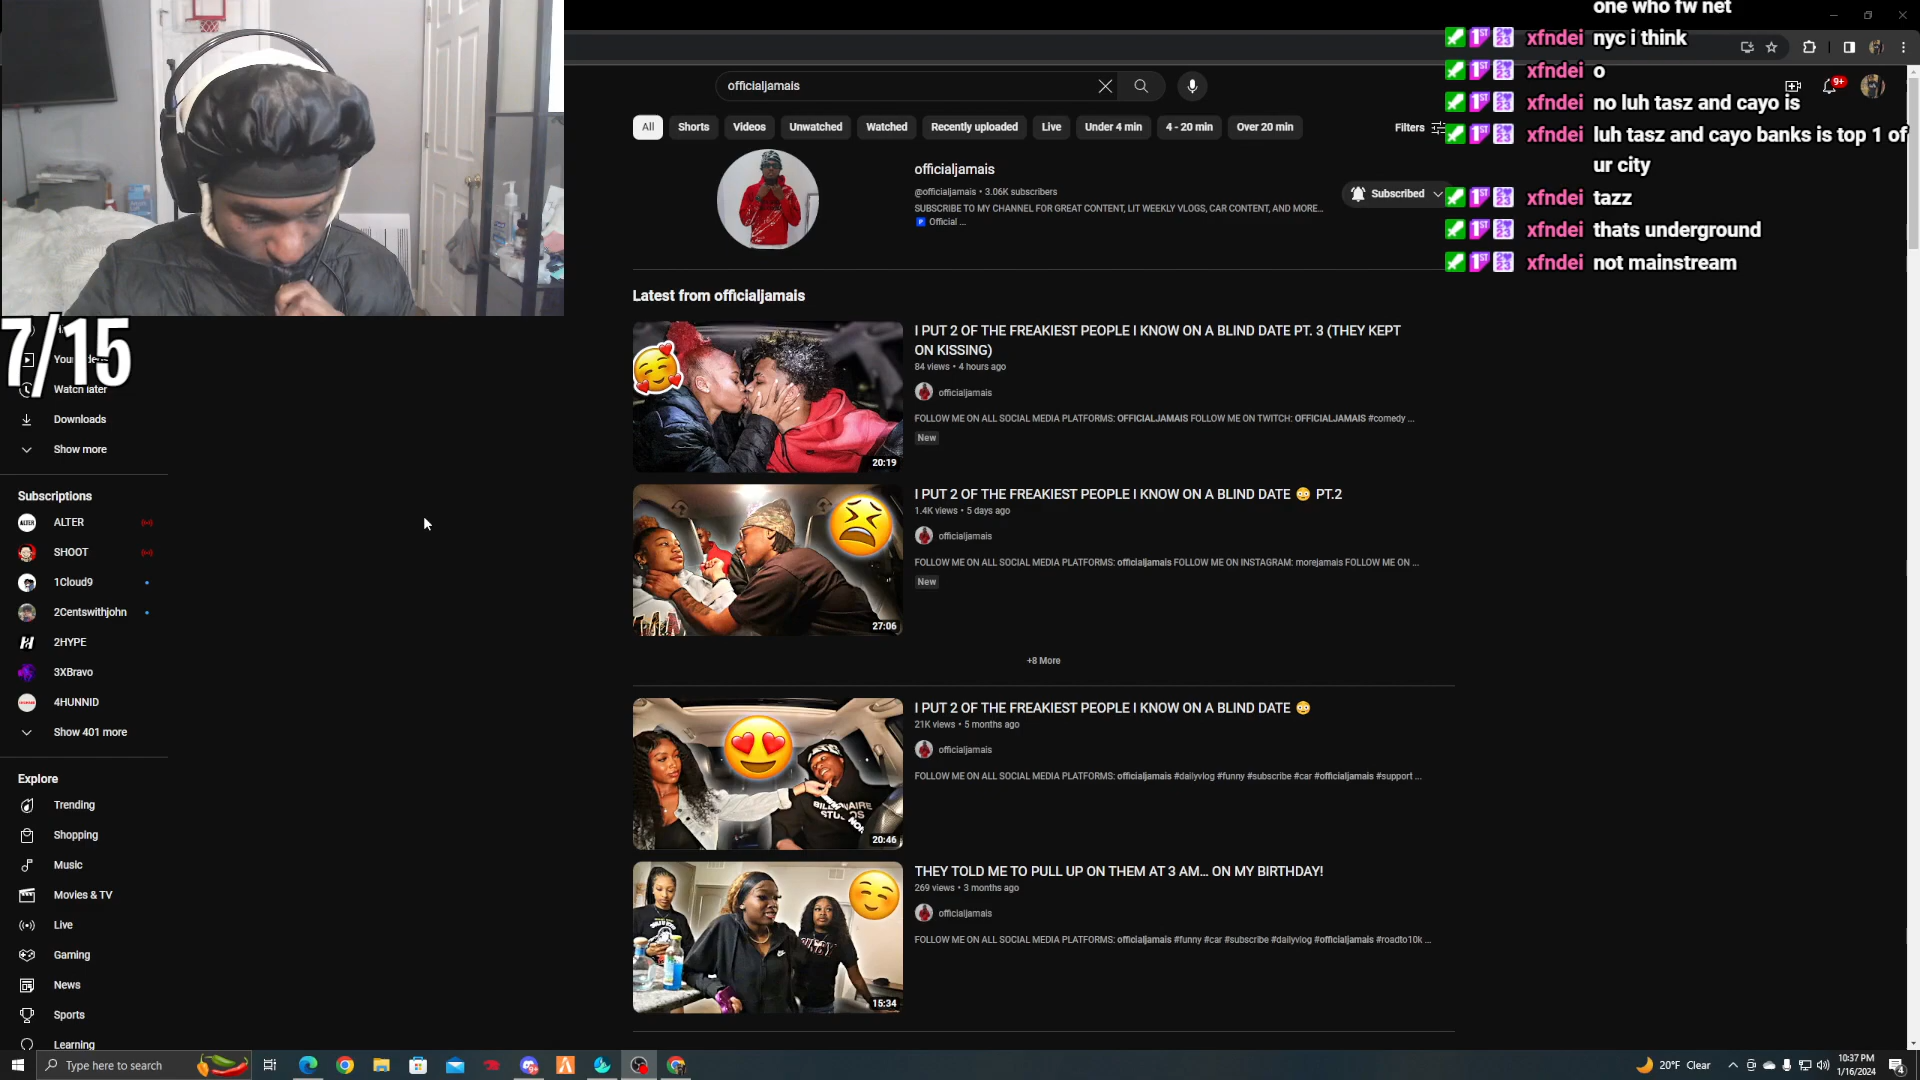 one who fw net
xfndei nyc i think
xfndei o
xfndei no luh tasz and cayo is
xfndei luh tasz and cayo banks is top 1 of
ur city
xfndei tazz
xfndei thats underground
xfndei not mainstream
officialjamais
9+
All
Shorts
Videos
Unwatched
Watched
Recently uploaded
Live
Under 4 min
4 - 20 min
Over 20 min
Filters
officialjamais
@officialjamais • 3.06K subscribers
SUBSCRIBE TO MY CHANNEL FOR GREAT CONTENT, LIT WEEKLY VLOGS, CAR CONTENT, AND MORE...
Official ...
Subscribed
7/15
Watch later
Downloads
Show more
Subscriptions
ALTER
SHOOT
1Cloud9
2Centswithjohn
2HYPE
3XBravo
4HUNNID
Show 401 more
Explore
Trending
Shopping
Music
Movies & TV
Live
Gaming
News
Sports
Learning
Latest from officialjamais
I PUT 2 OF THE FREAKIEST PEOPLE I KNOW ON A BLIND DATE PT. 3 (THEY KEPT
ON KISSING)
84 views • 4 hours ago
officialjamais
FOLLOW ME ON ALL SOCIAL MEDIA PLATFORMS: OFFICIALJAMAIS FOLLOW ME ON TWITCH: OFFICIALJAMAIS #comedy ...
New
20:19
I PUT 2 OF THE FREAKIEST PEOPLE I KNOW ON A BLIND DATE 😳 PT.2
1.4K views • 5 days ago
officialjamais
FOLLOW ME ON ALL SOCIAL MEDIA PLATFORMS: officialjamais FOLLOW ME ON INSTAGRAM: morejamais FOLLOW ME ON ...
New
27:06
+8 More
I PUT 2 OF THE FREAKIEST PEOPLE I KNOW ON A BLIND DATE 😳
21K views • 5 months ago
officialjamais
FOLLOW ME ON ALL SOCIAL MEDIA PLATFORMS: officialjamais #dailyvlog #funny #subscribe #car #officialjamais #support ...
20:46
THEY TOLD ME TO PULL UP ON THEM AT 3 AM... ON MY BIRTHDAY!
269 views • 3 months ago
officialjamais
FOLLOW ME ON ALL SOCIAL MEDIA PLATFORMS: officialjamais #funny #car #subscribe #dailyvlog #officialjamais #roadto10k ...
15:34
Type here to search
20°F Clear
10:37 PM
1/16/2024
4